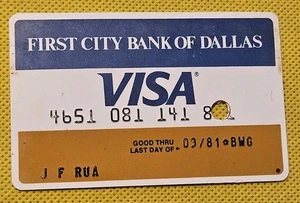 FIRST CITY BANK OF DALLAS
VISA®
4651 081 141 8
GOOD THRU
LAST DAY OF ▸ 03/81✩BWG
J F RUA